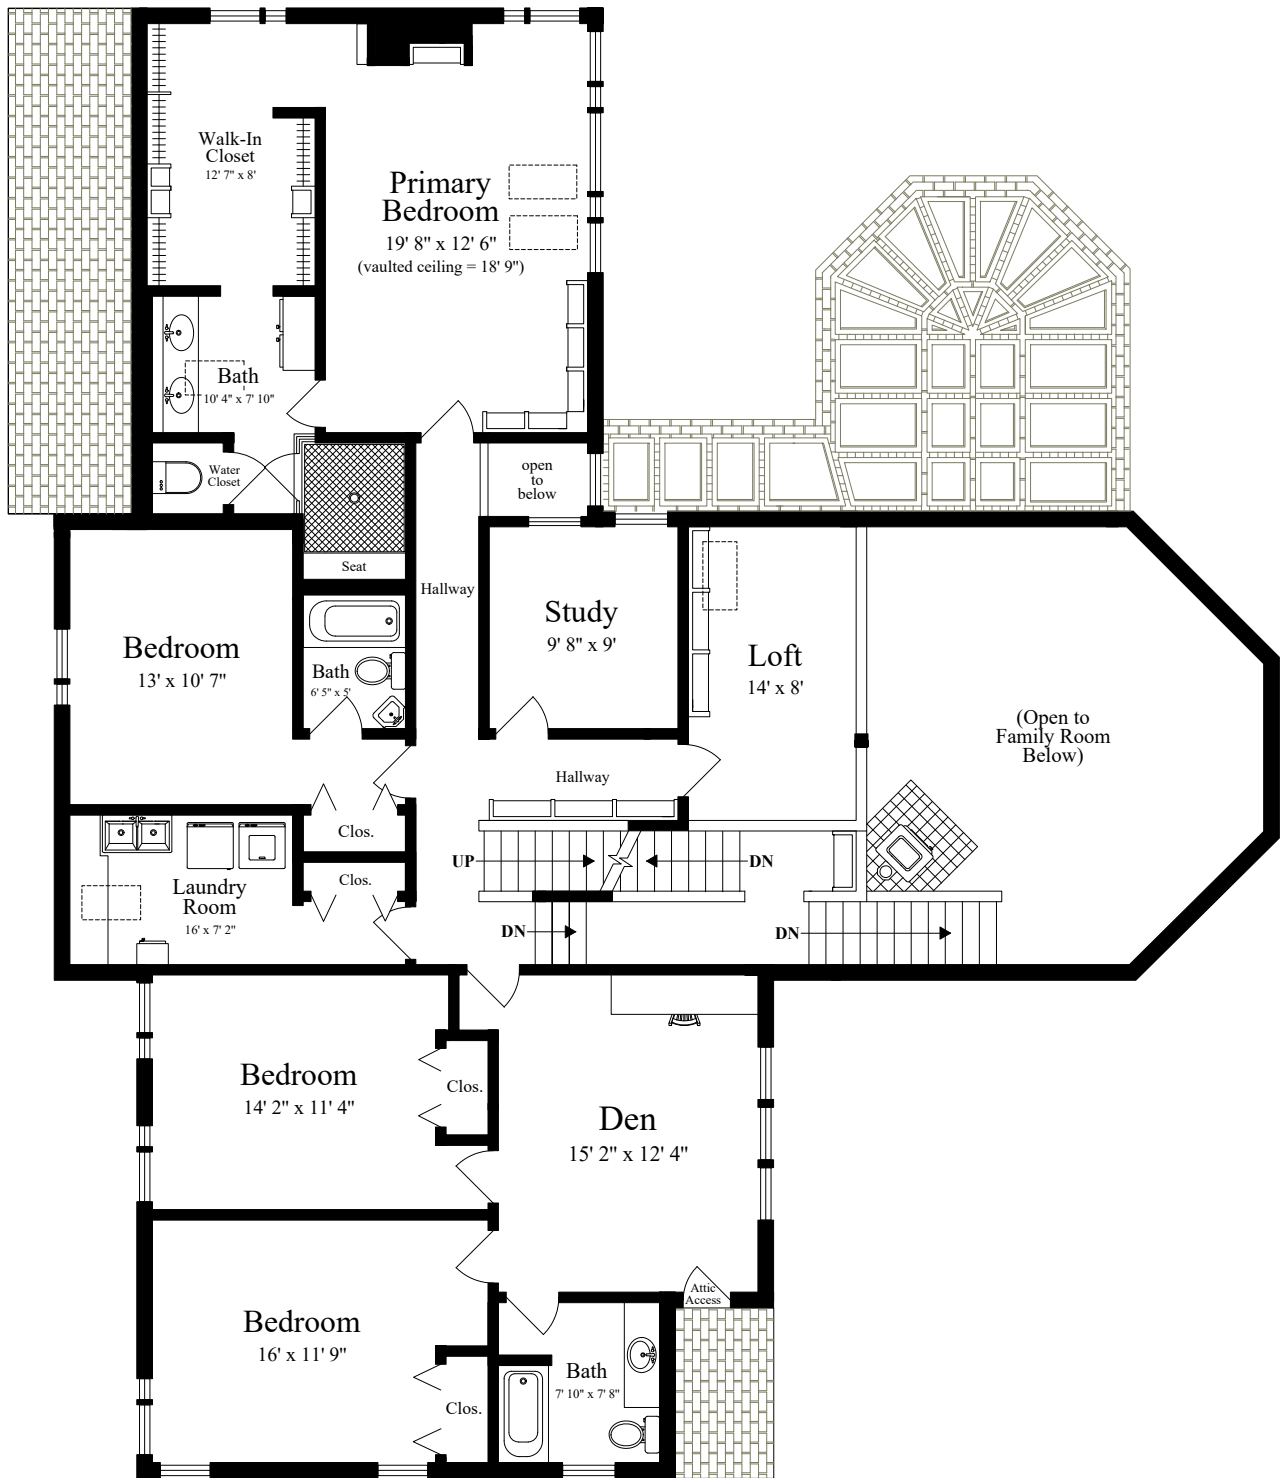 Walk-In
Closet
12' 7" x 8'
Primary
Bedroom
19' 8" x 12' 6"
(vaulted ceiling = 18' 9")
Bath
10' 4" x 7' 10"
Water
Closet
open
to
below
Seat
Hallway
Study
9' 8" x 9'
Bedroom
13' x 10' 7"
Bath
6' 5" x 5'
Loft
14' x 8'
(Open to
Family Room
Below)
Hallway
Clos.
UP
DN
Clos.
Laundry
Room
16' x 7' 2"
DN
DN
Bedroom
14' 2" x 11' 4"
Clos.
Den
15' 2" x 12' 4"
Attic
Access
Bedroom
16' x 11' 9"
Clos.
Bath
7' 10" x 7' 8"